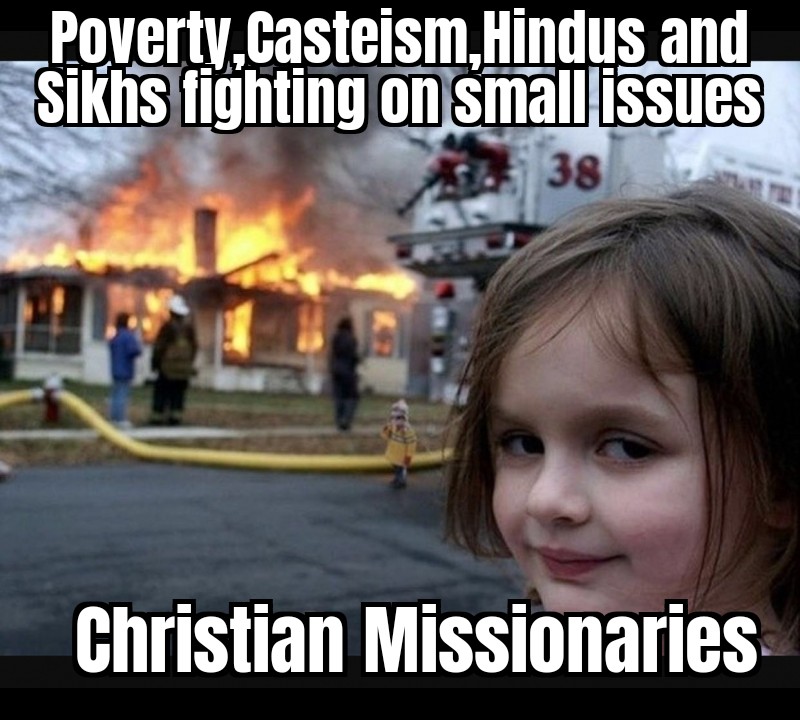 Poverty,Casteism,Hindus and
Sikhs fighting on small issues
38
Christian Missionaries